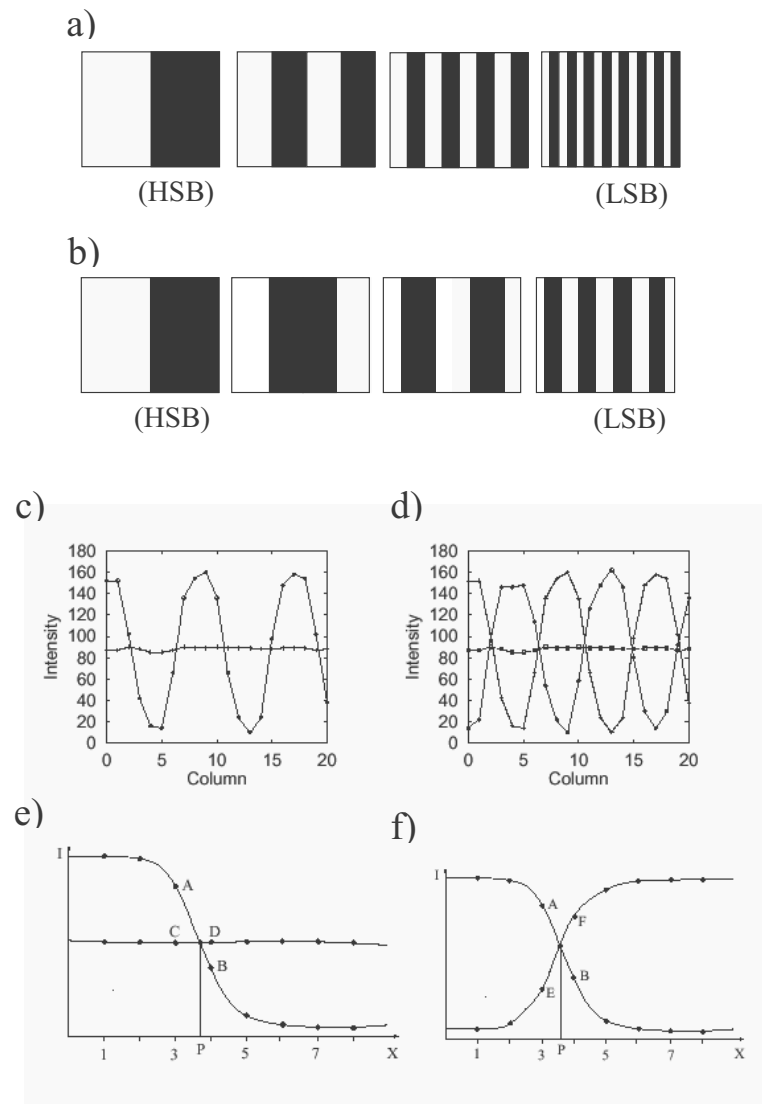 a)
(HSB) (LSB)
b)
(HSB) (LSB)
c) d)
180 180
160 160
140 140
120 120
100 100
80 80
60 60
40 40
20 20
0 0
Intensity Intensity
0 5 10 15 20 0 5 10 15 20
Column Column
e) f)
I A I A
C D F
B E B
1 3 P 5 7 X 1 3 P 5 7 X